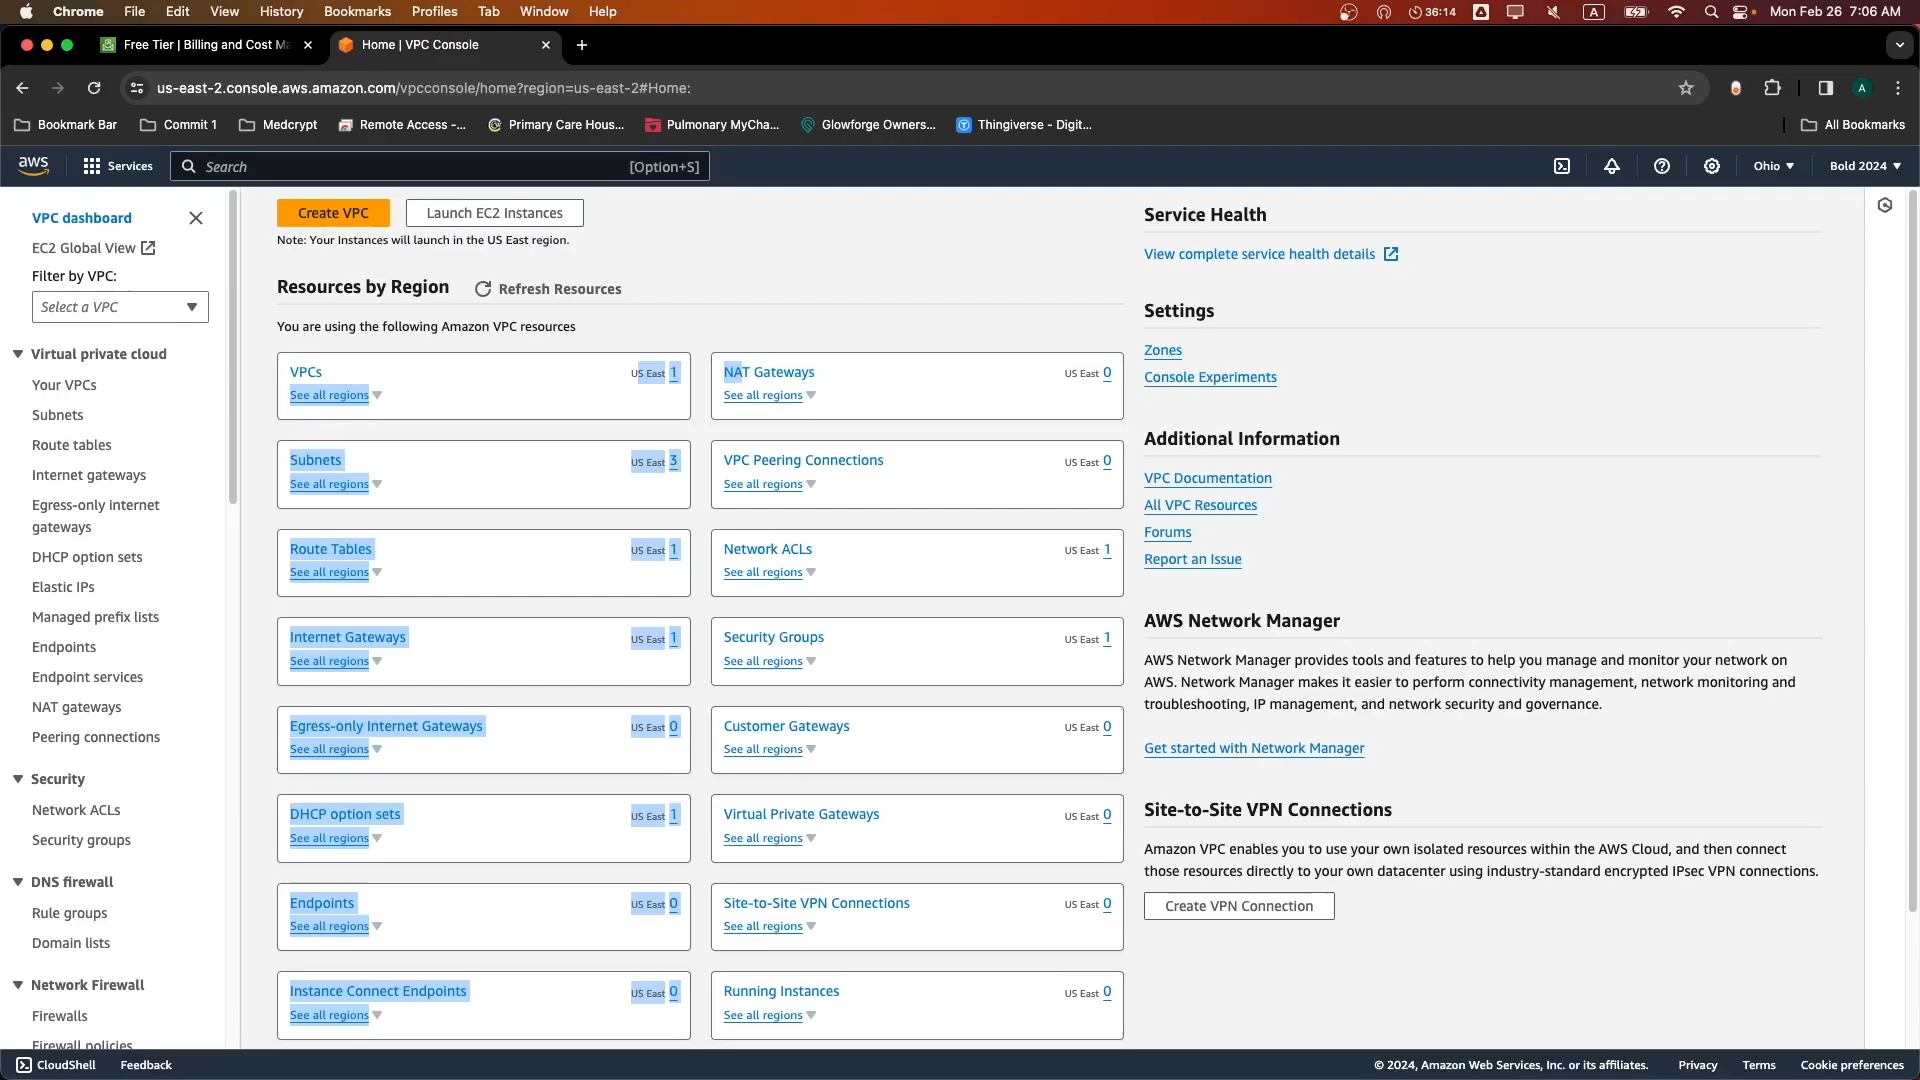 Chrome File Edit View History Bookmarks Profiles Tab Window Help
36:14 A Mon Feb 26 7:06 AM
Free Tier | Billing and Cost Ma
Home | VPC Console
us-east-2.console.aws.amazon.com/vpcconsole/home?region=us-east-2#Home:
A
Bookmark Bar
Commit 1
Medcrypt
Remote Access -...
Primary Care Hous...
Pulmonary MyCha...
Glowforge Owners...
Thingiverse - Digit...
All Bookmarks
aws
Services
Search
[Option+S]
Ohio
Bold 2024
VPC dashboard
EC2 Global View
Filter by VPC:
Select a VPC
Virtual private cloud
Your VPCs
Subnets
Route tables
Internet gateways
Egress-only internet
gateways
DHCP option sets
Elastic IPs
Managed prefix lists
Endpoints
Endpoint services
NAT gateways
Peering connections
Security
Network ACLs
Security groups
DNS firewall
Rule groups
Domain lists
Network Firewall
Firewalls
Firewall policies
Create VPC
Launch EC2 Instances
Note: Your Instances will launch in the US East region.
Resources by Region
Refresh Resources
You are using the following Amazon VPC resources
VPCs US East 1
See all regions
NAT Gateways US East 0
See all regions
Subnets US East 3
See all regions
VPC Peering Connections US East 0
See all regions
Route Tables US East 1
See all regions
Network ACLs US East 1
See all regions
Internet Gateways US East 1
See all regions
Security Groups US East 1
See all regions
Egress-only Internet Gateways US East 0
See all regions
Customer Gateways US East 0
See all regions
DHCP option sets US East 1
See all regions
Virtual Private Gateways US East 0
See all regions
Endpoints US East 0
See all regions
Site-to-Site VPN Connections US East 0
See all regions
Instance Connect Endpoints US East 0
See all regions
Running Instances US East 0
See all regions
Service Health
View complete service health details
Settings
Zones
Console Experiments
Additional Information
VPC Documentation
All VPC Resources
Forums
Report an Issue
AWS Network Manager
AWS Network Manager provides tools and features to help you manage and monitor your network on
AWS. Network Manager makes it easier to perform connectivity management, network monitoring and
troubleshooting, IP management, and network security and governance.
Get started with Network Manager
Site-to-Site VPN Connections
Amazon VPC enables you to use your own isolated resources within the AWS Cloud, and then connect
those resources directly to your own datacenter using industry-standard encrypted IPsec VPN connections.
Create VPN Connection
CloudShell
Feedback
© 2024, Amazon Web Services, Inc. or its affiliates.
Privacy
Terms
Cookie preferences